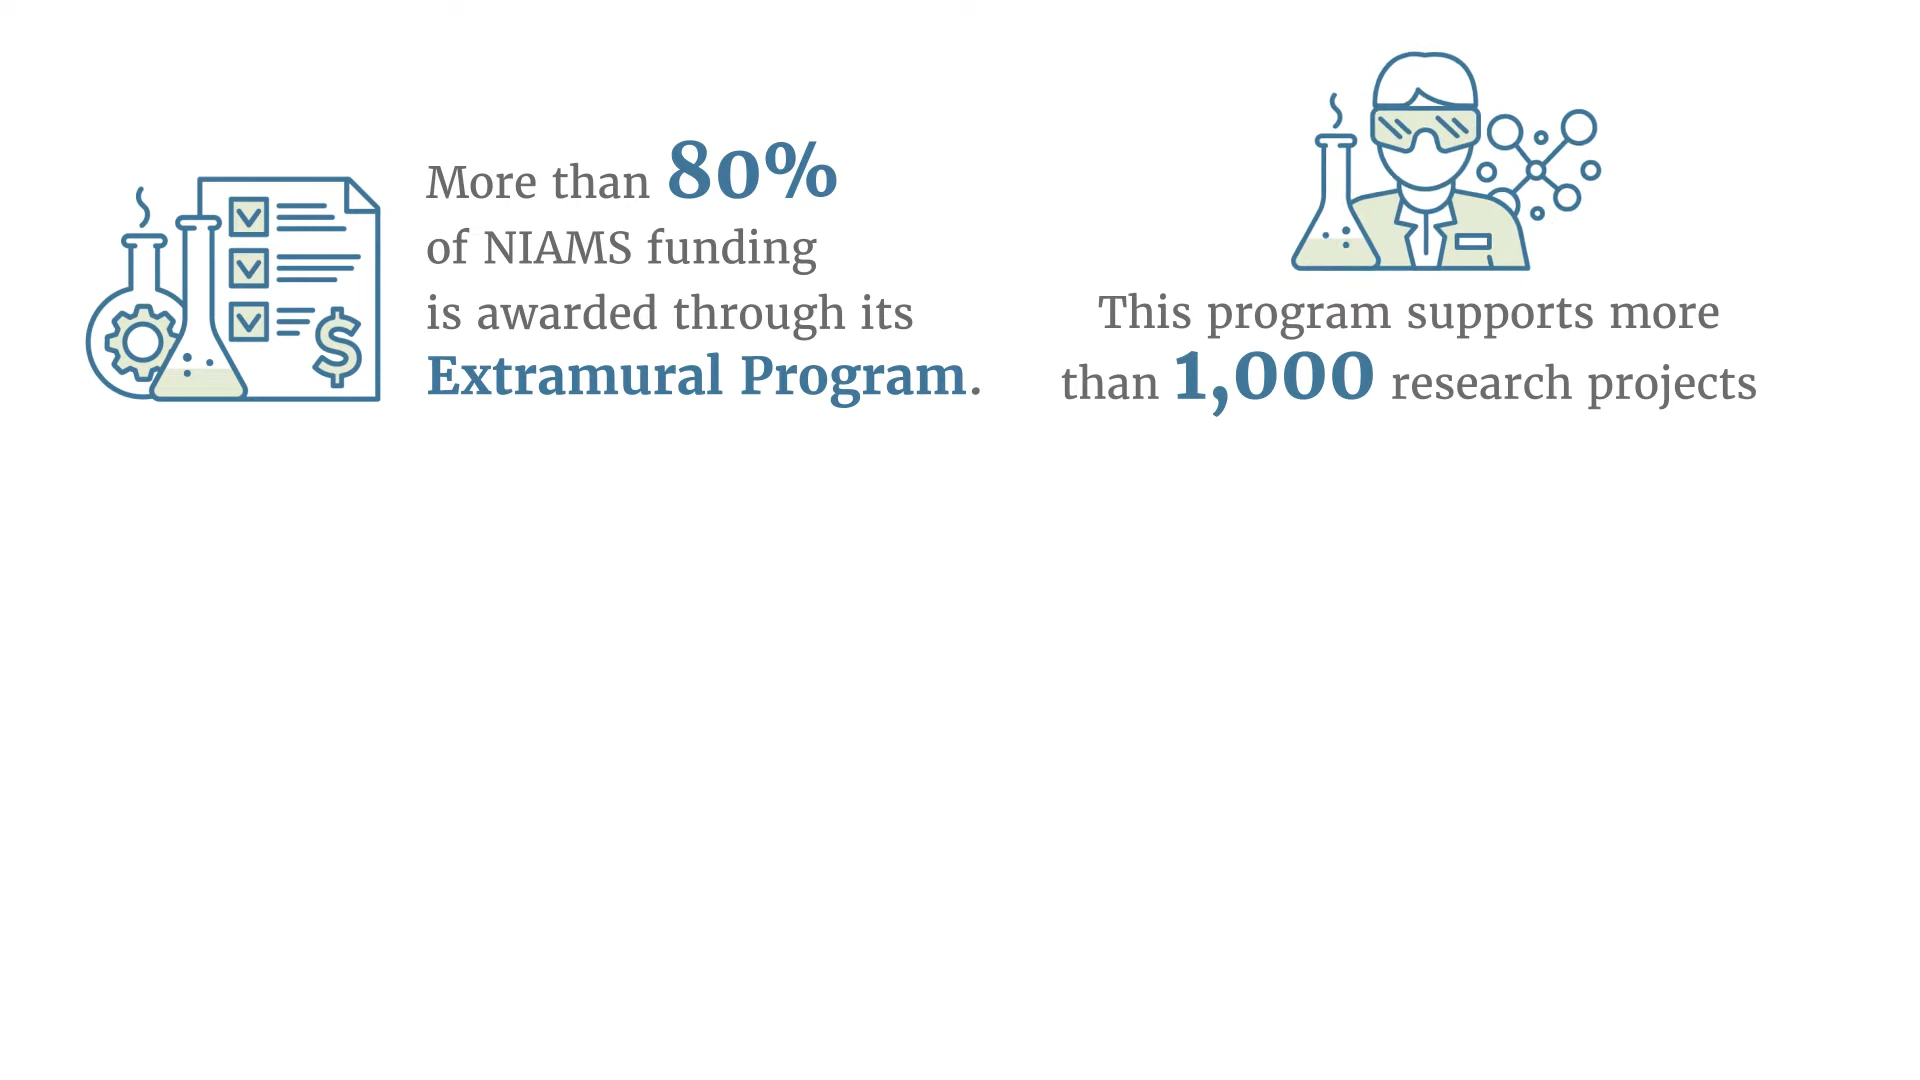 More than 80%
of NIAMS funding
is awarded through its
Extramural Program.
This program supports more
than 1,000 research projects